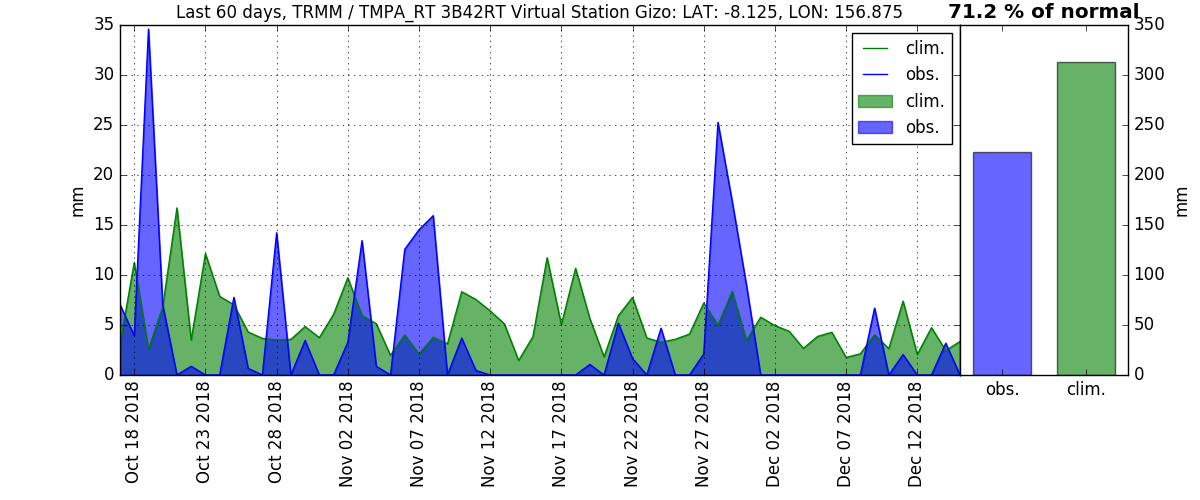 Last 60 days, TRMM / TMPA_RT 3B42RT Virtual Station Gizo: LAT: -8.125, LON: 156.875
71.2 % of normal
35
30
25
20
15
10
5
0
mm
clim.
obs.
clim.
obs.
350
300
250
200
150
100
50
0
mm
obs.
clim.
Oct 18 2018
Oct 23 2018
Oct 28 2018
Nov 02 2018
Nov 07 2018
Nov 12 2018
Nov 17 2018
Nov 22 2018
Nov 27 2018
Dec 02 2018
Dec 07 2018
Dec 12 2018